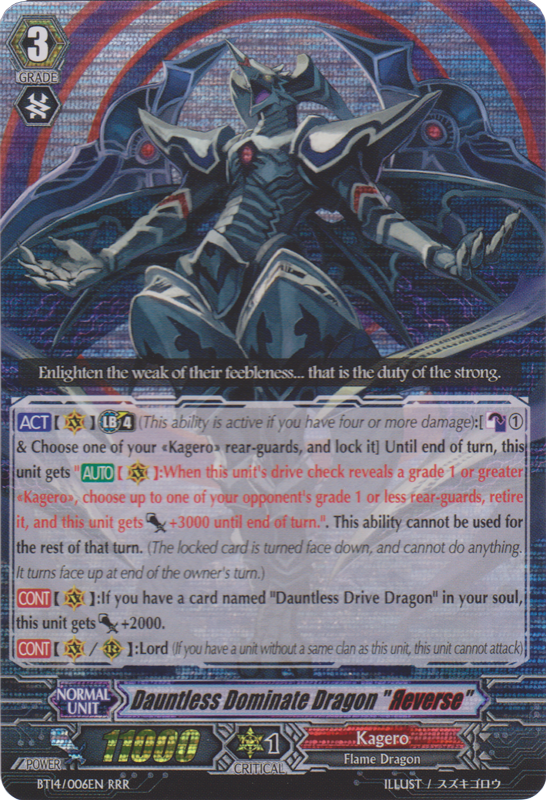 3
GRADE
Enlighten the weak of their feebleness... that is the duty of the strong.
ACT [ ] LB 4 (This ability is active if you have four or more damage):[ ①
& Choose one of your «Kagero» rear-guards, and lock it] Until end of turn, this
unit gets "AUTO [ ]:When this unit's drive check reveals a grade 1 or greater
«Kagero», choose up to one of your opponent's grade 1 or less rear-guards, retire
it, and this unit gets +3000 until end of turn.". This ability cannot be used for
the rest of that turn. (The locked card is turned face down, and cannot do anything.
It turns face up at end of the owner's turn.)
CONT [ ]:If you have a card named "Dauntless Drive Dragon" in your soul,
this unit gets +2000.
CONT [ / ]:Lord (If you have a unit without a same clan as this unit, this unit cannot attack)
NORMAL
UNIT
Dauntless Dominate Dragon "Яeverse"
POWER
11000
1
CRITICAL
Kagero
Flame Dragon
BT14/006EN RRR
ILLUST / スズキゴロウ